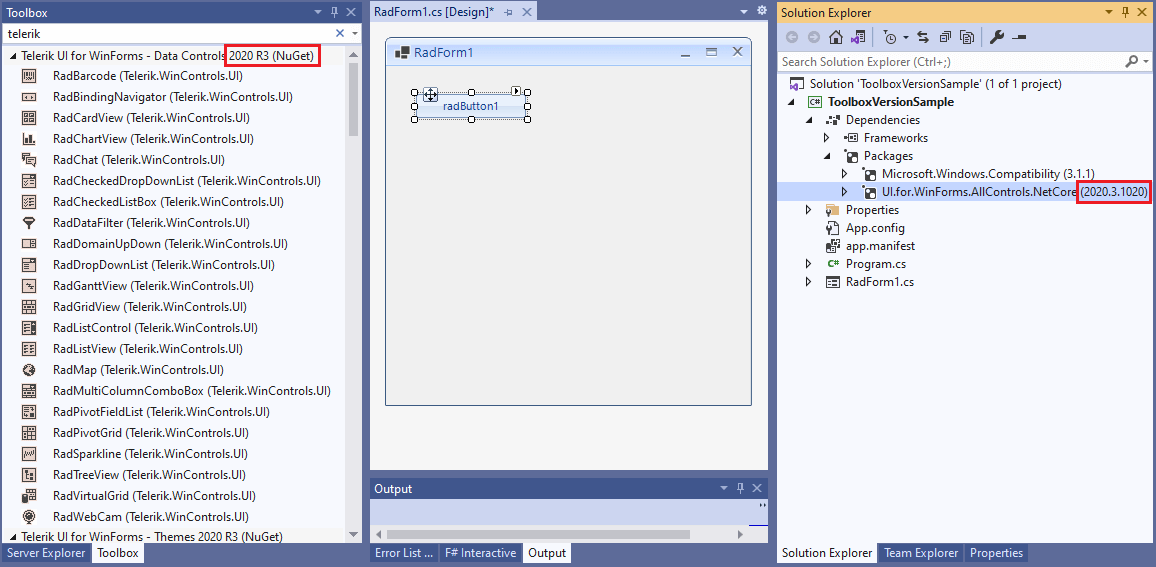 Toolbox
telerik
Telerik UI for WinForms - Data Controls 2020 R3 (NuGet)
RadBarcode (Telerik.WinControls.UI)
RadBindingNavigator (Telerik.WinControls.UI)
RadCardView (Telerik.WinControls.UI)
RadChartView (Telerik.WinControls.UI)
RadChat (Telerik.WinControls.UI)
RadCheckedDropDownList (Telerik.WinControls.UI)
RadCheckedListBox (Telerik.WinControls.UI)
RadDataFilter (Telerik.WinControls.UI)
RadDomainUpDown (Telerik.WinControls.UI)
RadDropDownList (Telerik.WinControls.UI)
RadGanttView (Telerik.WinControls.UI)
RadGridView (Telerik.WinControls.UI)
RadListControl (Telerik.WinControls.UI)
RadListView (Telerik.WinControls.UI)
RadMap (Telerik.WinControls.UI)
RadMultiColumnComboBox (Telerik.WinControls.UI)
RadPivotFieldList (Telerik.WinControls.UI)
RadPivotGrid (Telerik.WinControls.UI)
RadSparkline (Telerik.WinControls.UI)
RadTreeView (Telerik.WinControls.UI)
RadVirtualGrid (Telerik.WinControls.UI)
RadWebCam (Telerik.WinControls.UI)
Telerik UI for WinForms - Themes 2020 R3 (NuGet)
Server Explorer
Toolbox
RadForm1.cs [Design]*
RadForm1
radButton1
Output
Error List ...
F# Interactive
Output
Solution Explorer
Search Solution Explorer (Ctrl+;)
Solution 'ToolboxVersionSample' (1 of 1 project)
C# ToolboxVersionSample
Dependencies
Frameworks
Packages
Microsoft.Windows.Compatibility (3.1.1)
UI.for.WinForms.AllControls.NetCore (2020.3.1020)
Properties
App.config
app.manifest
C# Program.cs
RadForm1.cs
Solution Explorer
Team Explorer
Properties